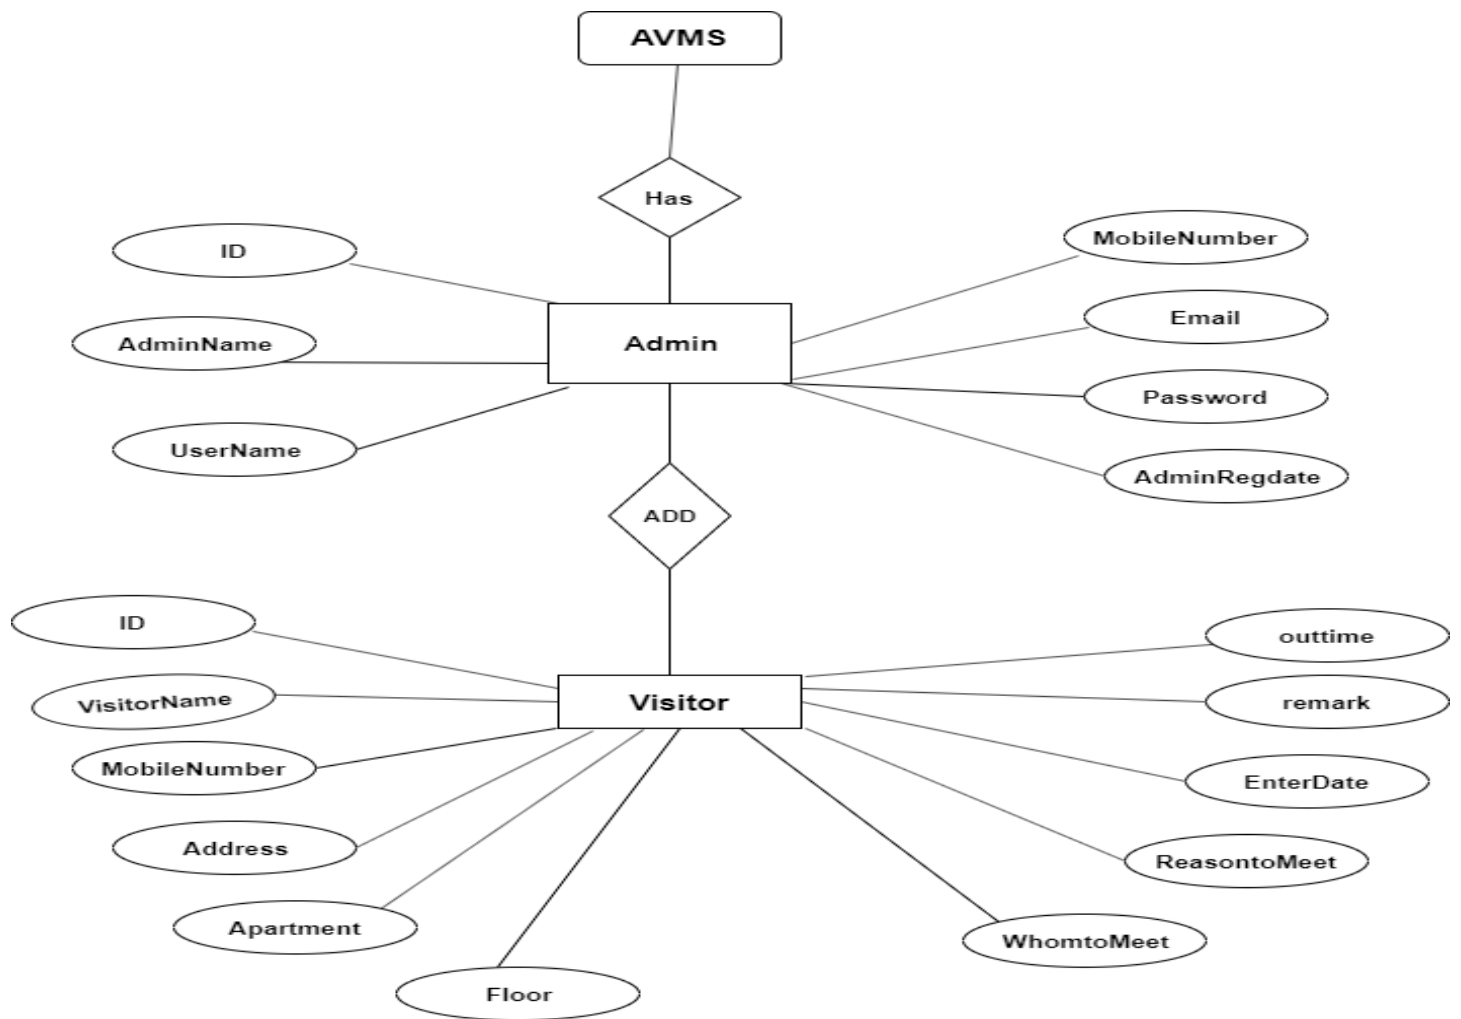 AVMS
Has
ID
MobileNumber
Email
AdminName
Admin
Password
UserName
AdminRegdate
ADD
ID
outtime
VisitorName
Visitor
remark
MobileNumber
EnterDate
Address
ReasontoMeet
Apartment
WhomtoMeet
Floor